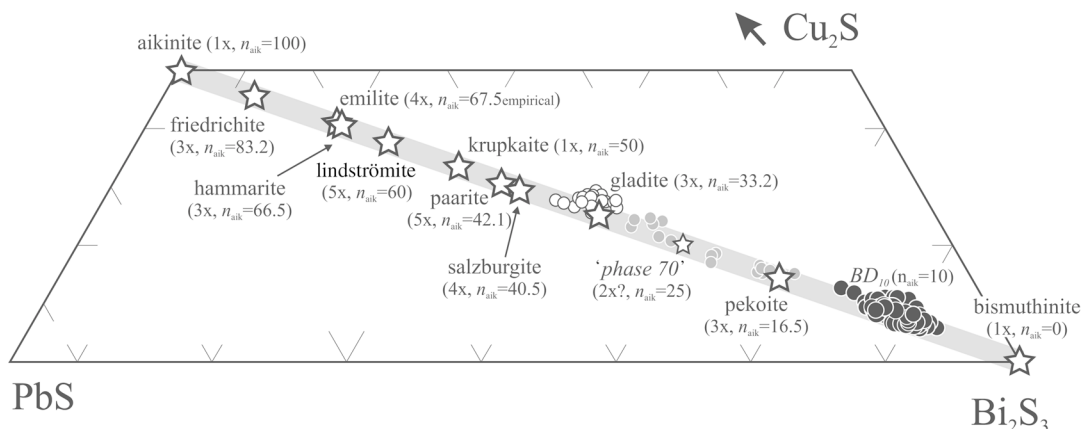 Cu₂S
aikinite (1x, nₐᵢₖ=100)
emilite (4x, nₐᵢₖ=67.5empirical)
friedrichite
(3x, nₐᵢₖ=83.2)
krupkaite (1x, nₐᵢₖ=50)
lindströmite
(5x, nₐᵢₖ=60)
hammarite
(3x, nₐᵢₖ=66.5)
gladite (3x, nₐᵢₖ=33.2)
paarite
(5x, nₐᵢₖ=42.1)
salzburgite
(4x, nₐᵢₖ=40.5)
'phase 70'
(2x?, nₐᵢₖ=25)
BD₁₀ (nₐᵢₖ=10)
pekoite
(3x, nₐᵢₖ=16.5)
bismuthinite
(1x, nₐᵢₖ=0)
PbS
Bi₂S₃